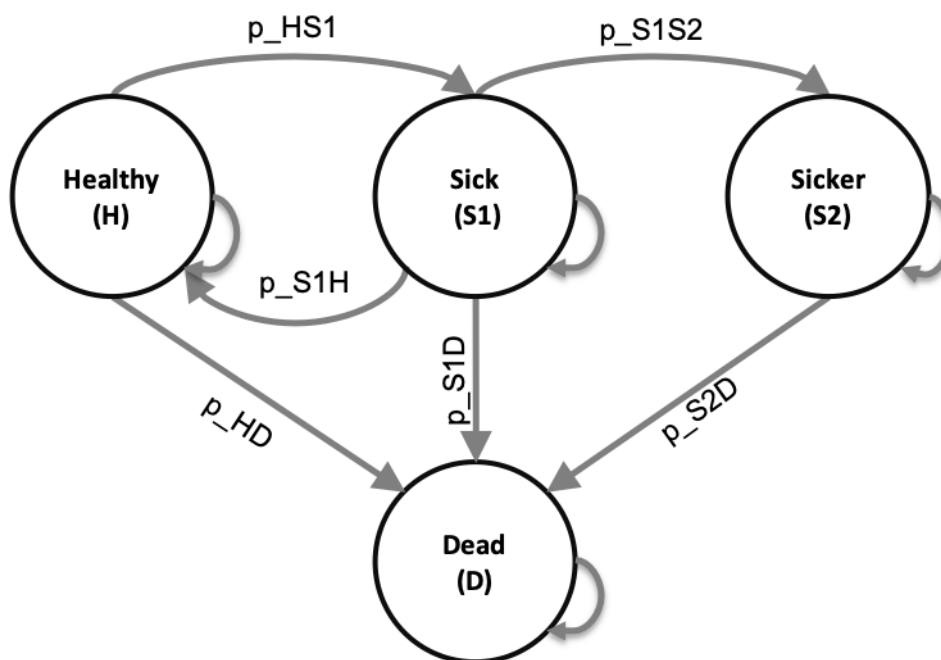 p_HS1
p_S1S2
Healthy
(H)
Sick
(S1)
Sicker
(S2)
p_S1H
p_HD
p_S1D
p_S2D
Dead
(D)